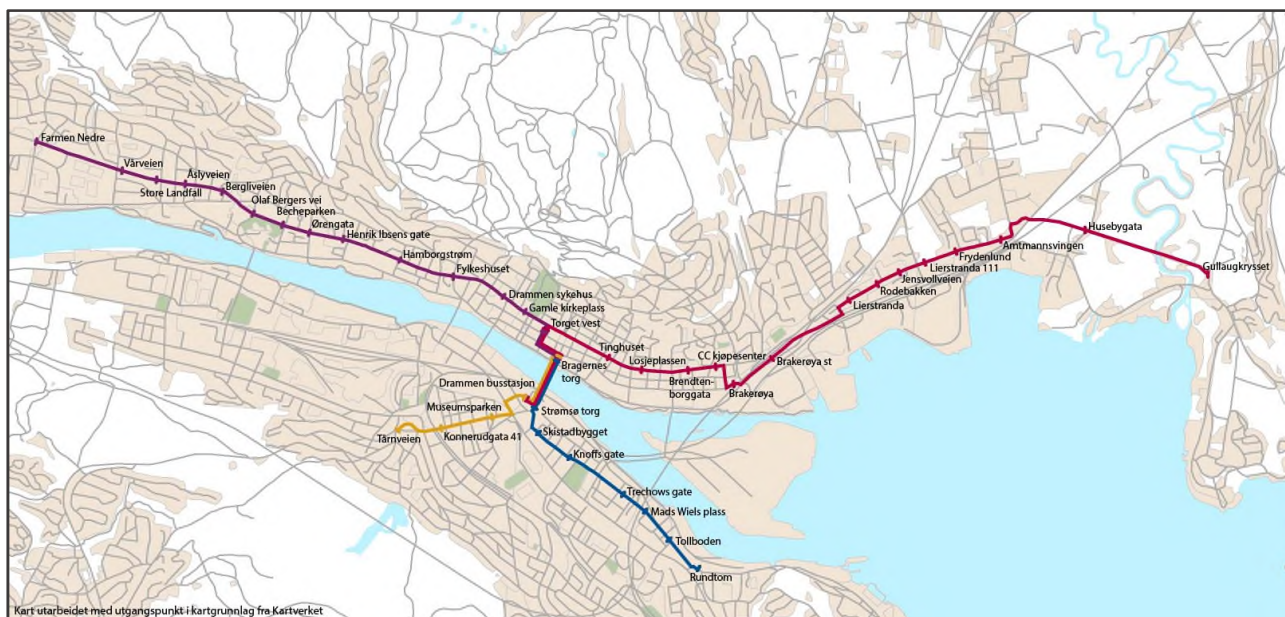 Farmen Nedre
Vårveien
Store Landfall
Åslyveien
Bergliveien
Olaf Bergers vei
Becheparken
Ørengata
Henrik Ibsens gate
Hamborgstrøm
Fylkeshuset
Drammen sykehus
Gamle kirkeplass
Torget vest
Bragernes
torg
Tinghuset
Losjeplassen
Brendten-
borggata
CC kjøpesenter
Brakerøya
Brakerøya st
Lierstranda
Rodebakken
Jensvollveien
Lierstranda 111
Frydenlund
Amtmannsvingen
Husebygata
Gullaugkrysset
Drammen busstasjon
Museumsparken
Konnerudgata 41
Tårnveien
Strømsø torg
Skistadbygget
Knoffs gate
Trechows gate
Mads Wiels plass
Tollboden
Rundtom
Kart utarbeidet med utgangspunkt i kartgrunnlag fra Kartverket